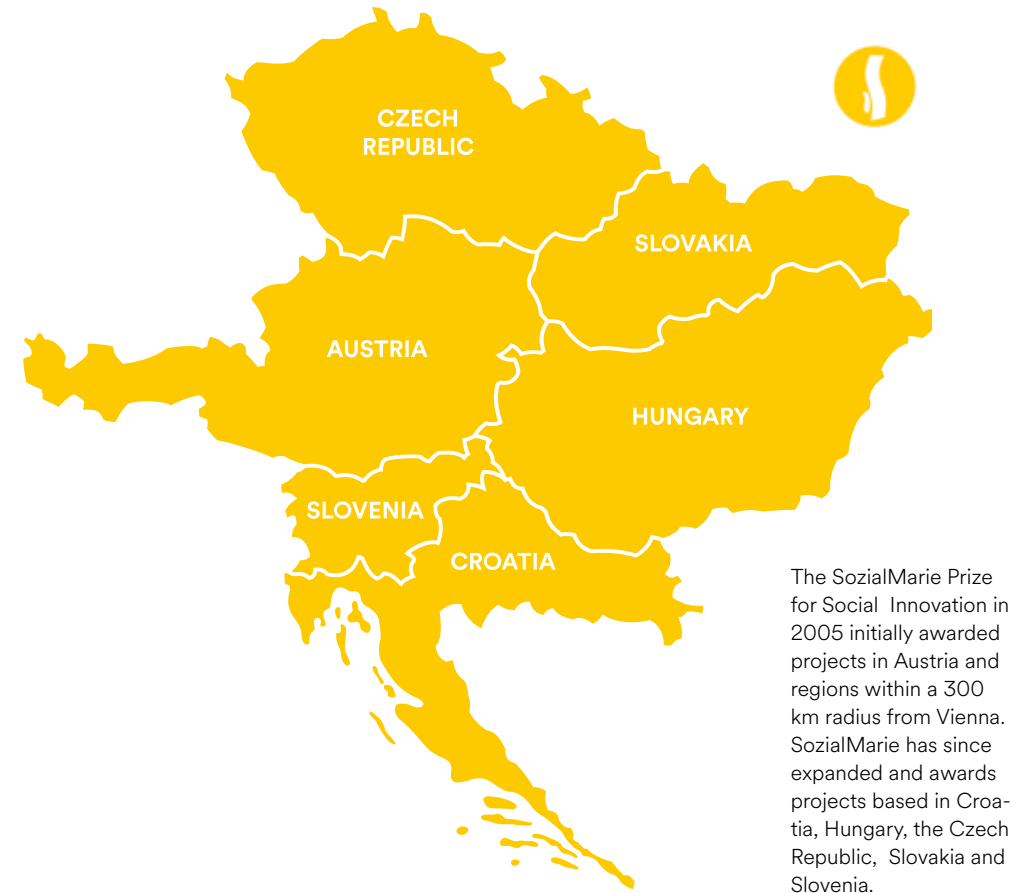 CZECH
REPUBLIC
SLOVAKIA
AUSTRIA
HUNGARY
SLOVENIA
CROATIA
The SozialMarie Prize
for Social Innovation in
2005 initially awarded
projects in Austria and
regions within a 300
km radius from Vienna.
SozialMarie has since
expanded and awards
projects based in Croa-
tia, Hungary, the Czech
Republic, Slovakia and
Slovenia.